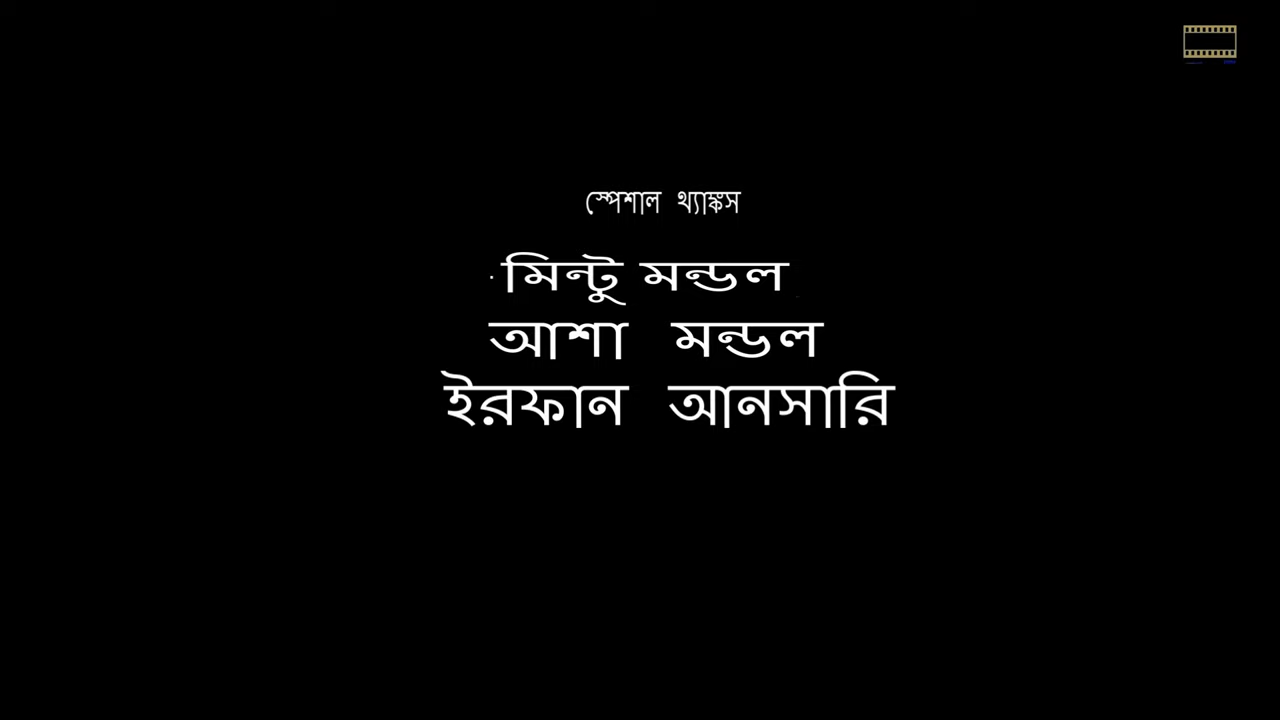 স্পেশাল থ্যাঙ্কস
মিন্টু মন্ডল
আশা মন্ডল
ইরফান আনসারি